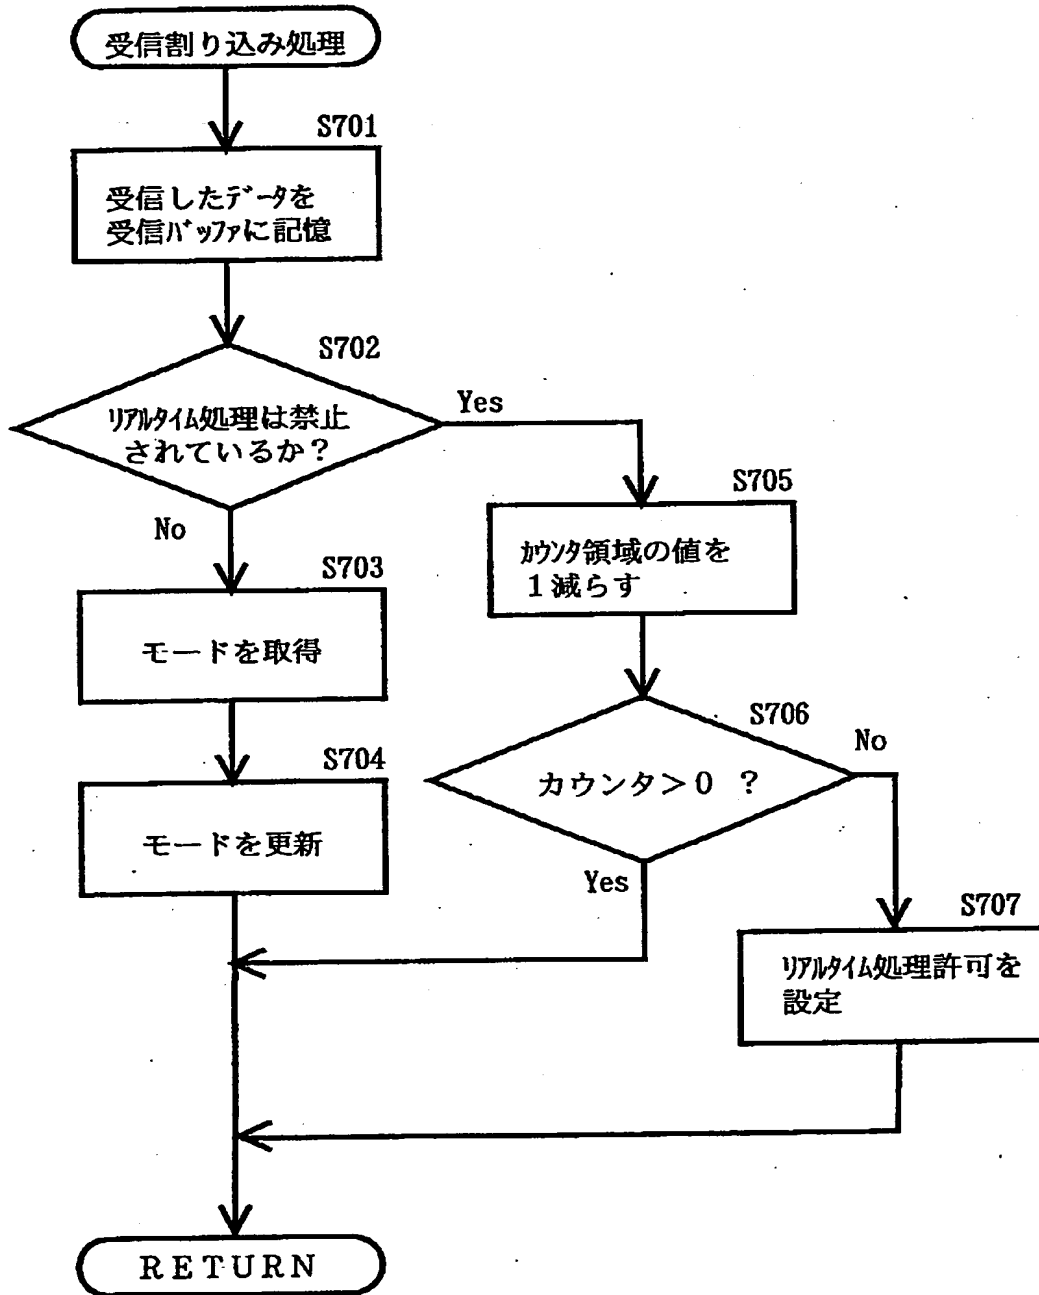 受信割り込み処理
S701
受信したﾃﾞｰﾀを
受信ﾊﾞｯﾌｧに記憶
S702
ﾘｱﾙﾀｲﾑ処理は禁止
されているか？
Yes
No
S703
モードを取得
S704
モードを更新
S705
ｶｳﾝﾀ領域の値を
１減らす
S706
カウンタ＞０ ？
No
Yes
S707
ﾘｱﾙﾀｲﾑ処理許可を
設定
ＲＥＴＵＲＮ